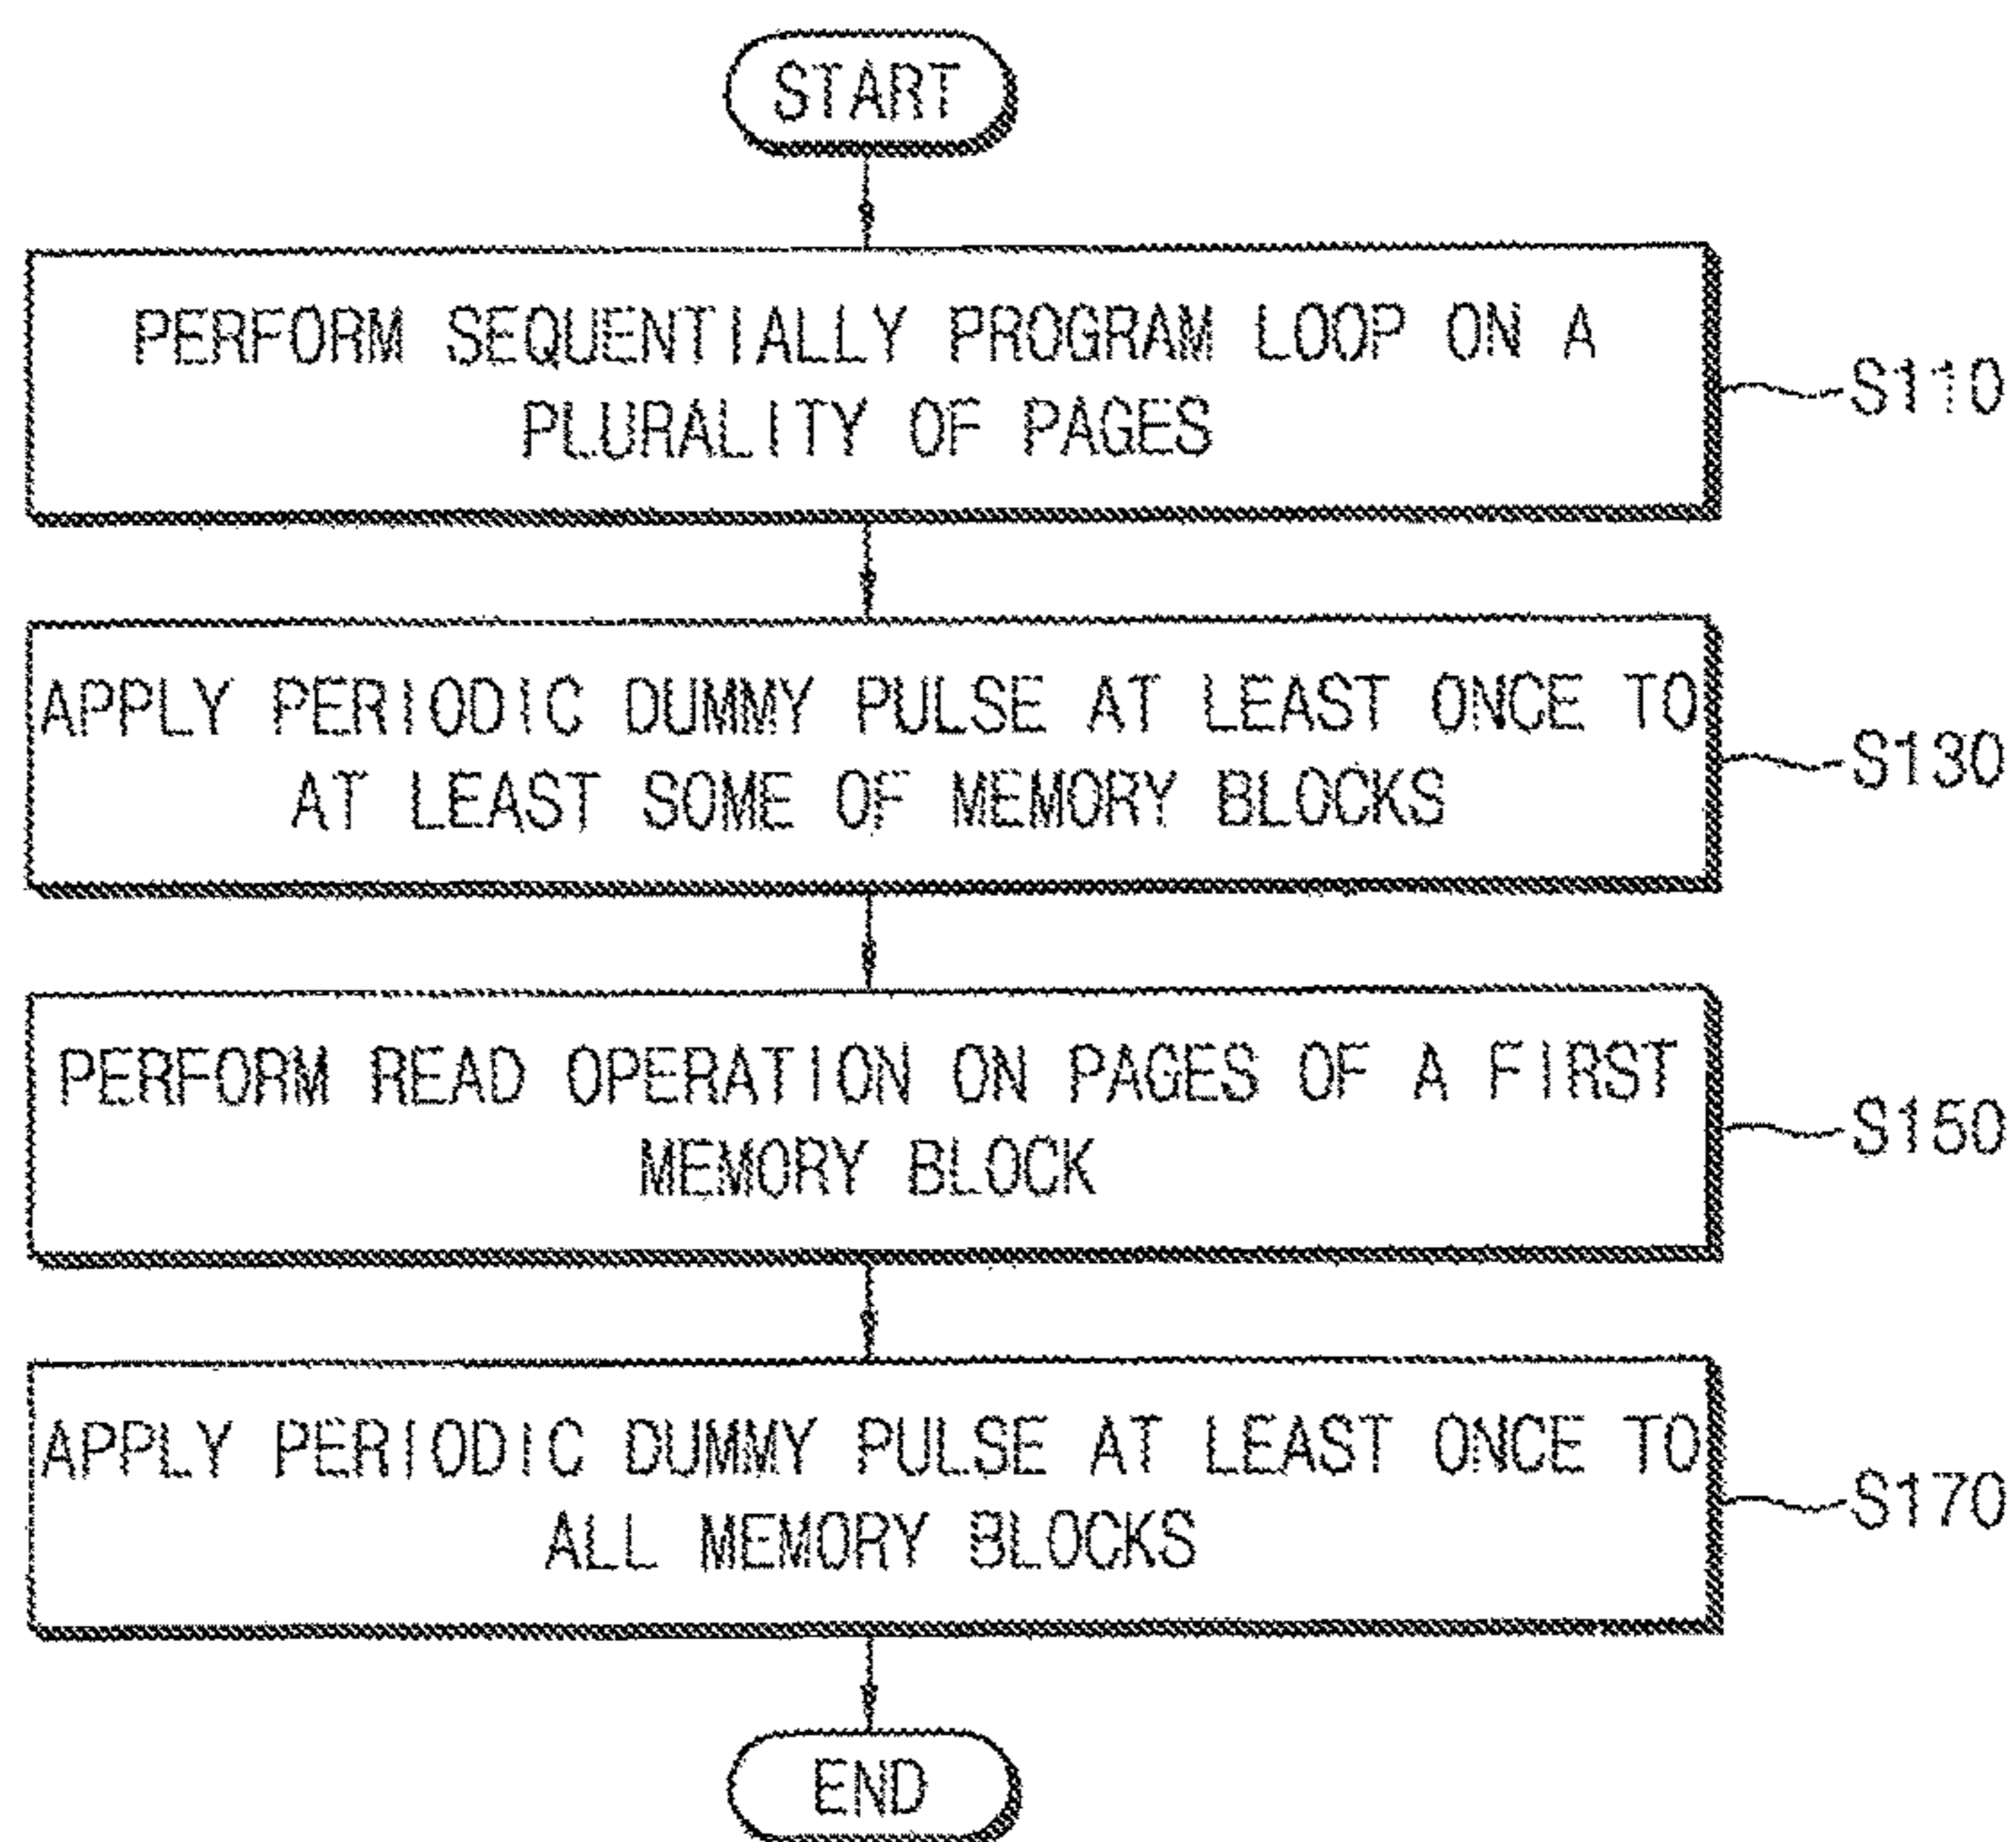 START
PERFORM SEQUENTIALLY PROGRAM LOOP ON A
PLURALITY OF PAGES
S110
APPLY PERIODIC DUMMY PULSE AT LEAST ONCE TO
AT LEAST SOME OF MEMORY BLOCKS
S130
PERFORM READ OPERATION ON PAGES OF A FIRST
MEMORY BLOCK
S150
APPLY PERIODIC DUMMY PULSE AT LEAST ONCE TO
ALL MEMORY BLOCKS
S170
END